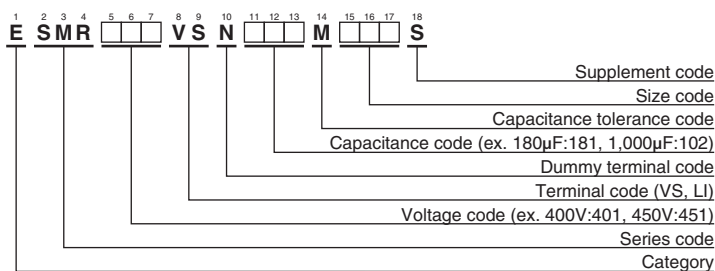 1 2 3 4 5 6 7 8 9 10 11 12 13 14 15 16 17 18
E SMR VS N M S
Supplement code
Size code
Capacitance tolerance code
Capacitance code (ex. 180μF:181, 1,000μF:102)
Dummy terminal code
Terminal code (VS, LI)
Voltage code (ex. 400V:401, 450V:451)
Series code
Category